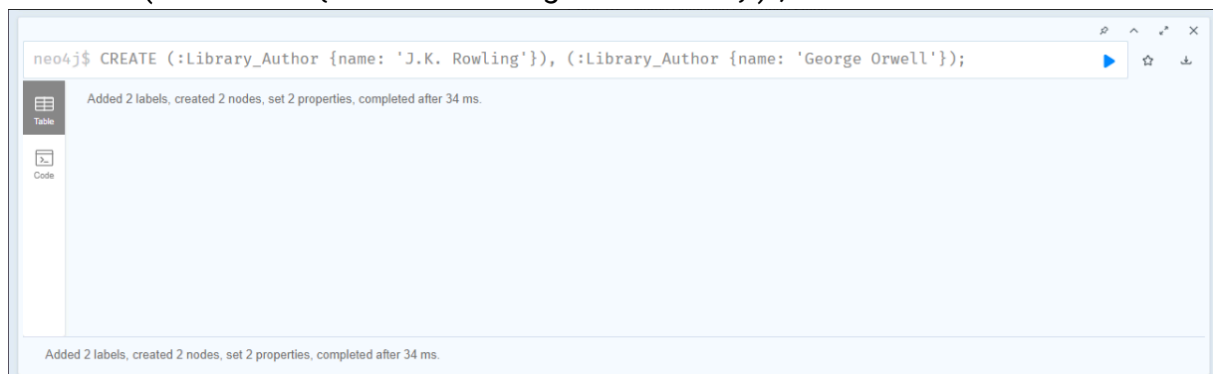 neo4j$ CREATE (:Library_Author {name: 'J.K. Rowling'}), (:Library_Author {name: 'George Orwell'});
Added 2 labels, created 2 nodes, set 2 properties, completed after 34 ms.
Table
Code
Added 2 labels, created 2 nodes, set 2 properties, completed after 34 ms.